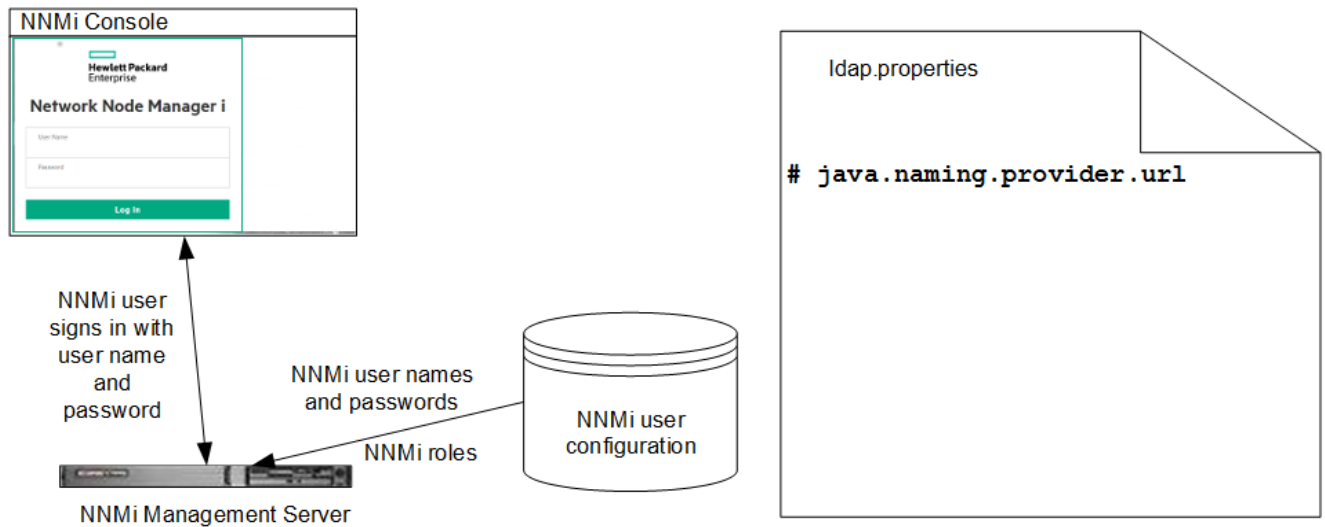 NNMi Console
Hewlett Packard
Enterprise
Network Node Manager i
User Name
Password
Log In
NNMi user
signs in with
user name
and
password
NNMi user names
and passwords
NNMi roles
NNMi user
configuration
NNMi Management Server
ldap.properties
# java.naming.provider.url